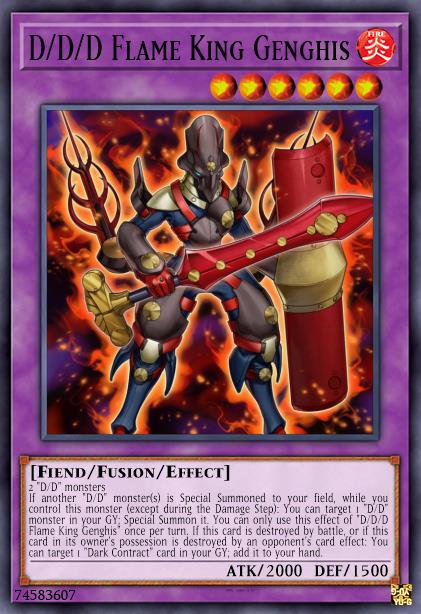 D/D/D Flame King Genghis
FIRE
炎
[Fiend/Fusion/Effect]
2 "D/D" monsters
If another "D/D" monster(s) is Special Summoned to your field, while you
control this monster (except during the Damage Step): You can target 1 "D/D"
monster in your GY; Special Summon it. You can only use this effect of "D/D/D
Flame King Genghis" once per turn. If this card is destroyed by battle, or if this
card in its owner's possession is destroyed by an opponent's card effect: You
can target 1 "Dark Contract" card in your GY; add it to your hand.
ATK/2000 DEF/1500
74583607